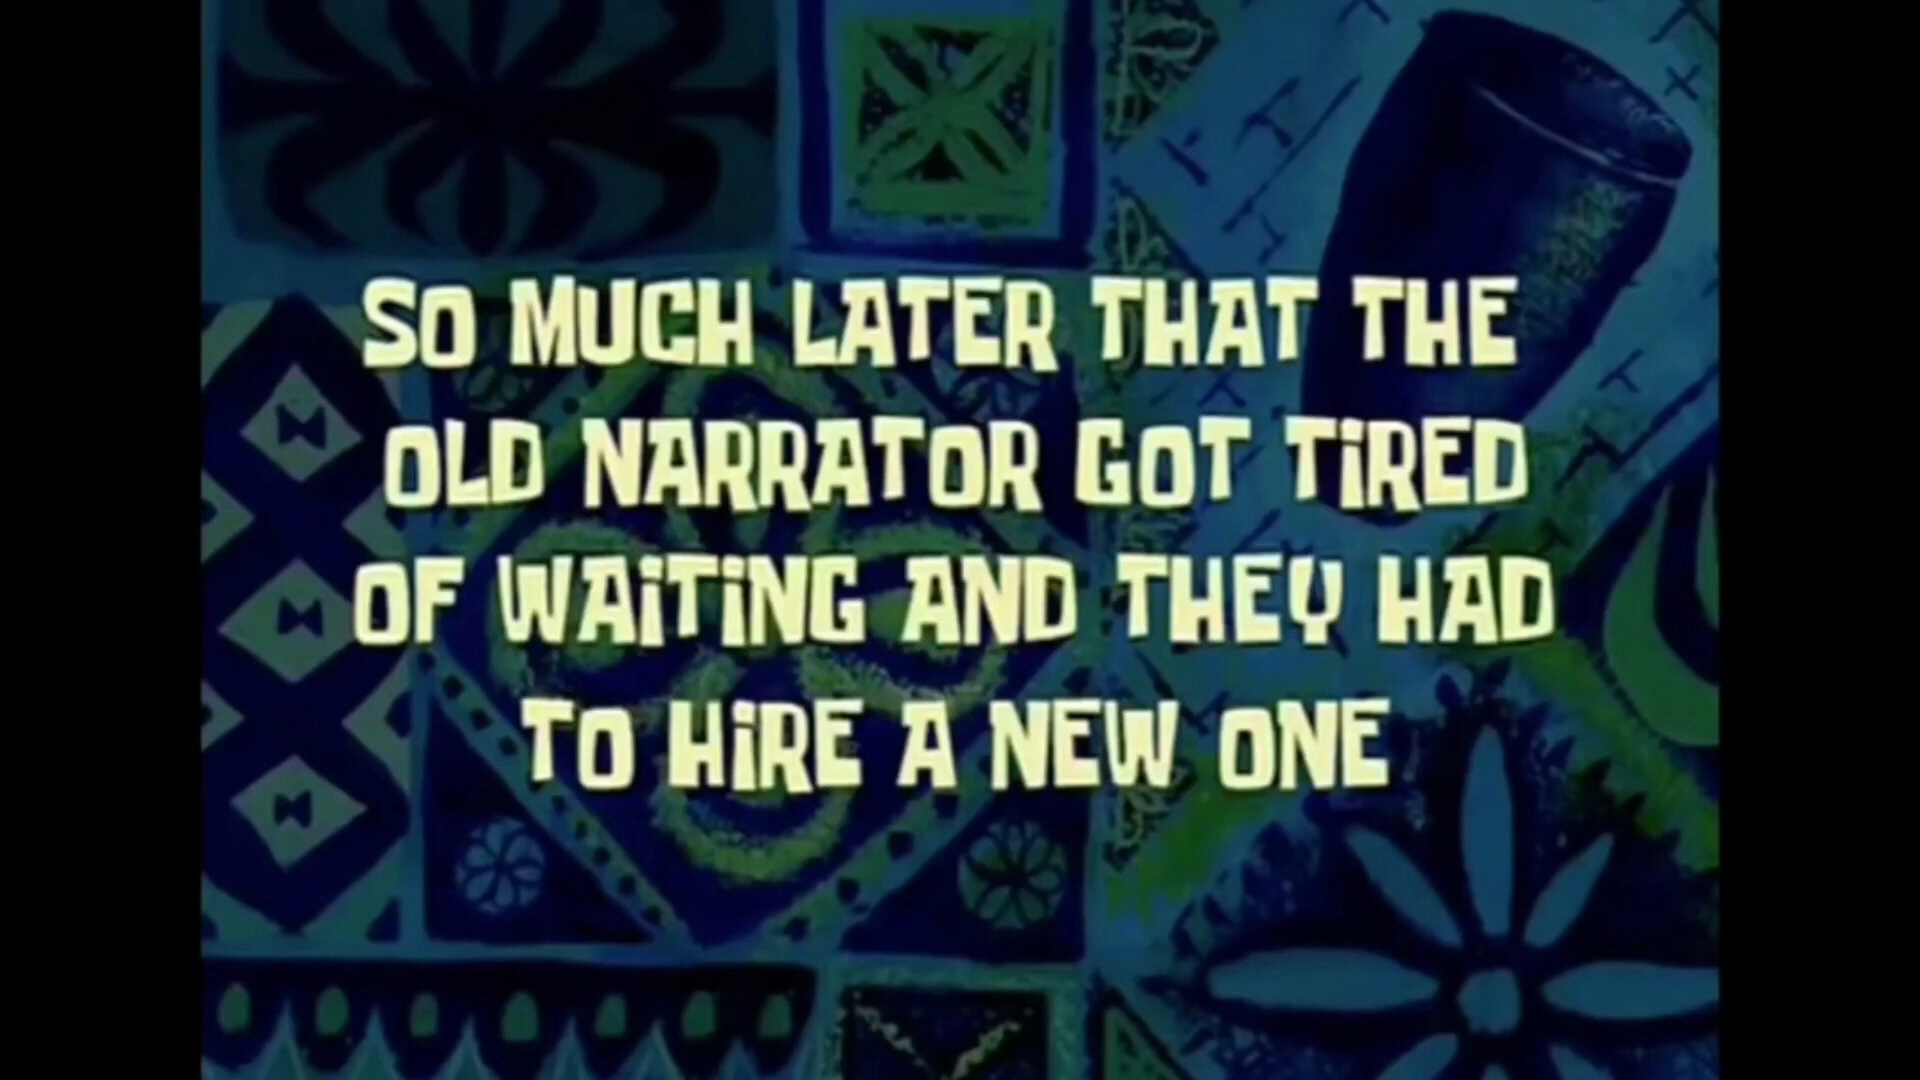 SO MUCH LATER THAT THE
OLD NARRATOR GOT TiRED
OF WAiTiNG AND THEY HAD
TO HiRE A NEW ONE